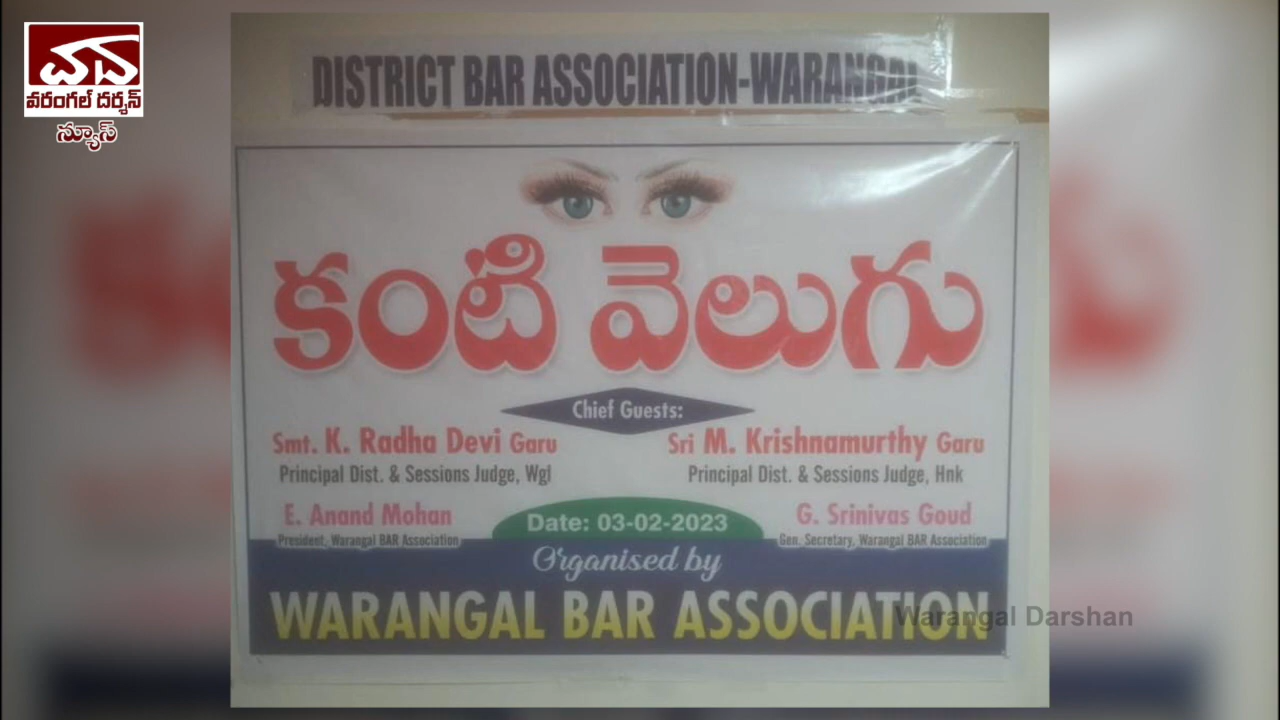 వరంగల్ దర్శన్
న్యూస్
DISTRICT BAR ASSOCIATION-WARANGAL
కంటి వెలుగు
Chief Guests:
Smt. K. Radha Devi Garu
Principal Dist. & Sessions Judge, Wgl
Sri M. Krishnamurthy Garu
Principal Dist. & Sessions Judge, Hnk
E. Anand Mohan
President, Warangal BAR Association
Date: 03-02-2023
G. Srinivas Goud
Gen. Secretary, Warangal BAR Association
Organised by
WARANGAL BAR ASSOCIATION
Warangal Darshan